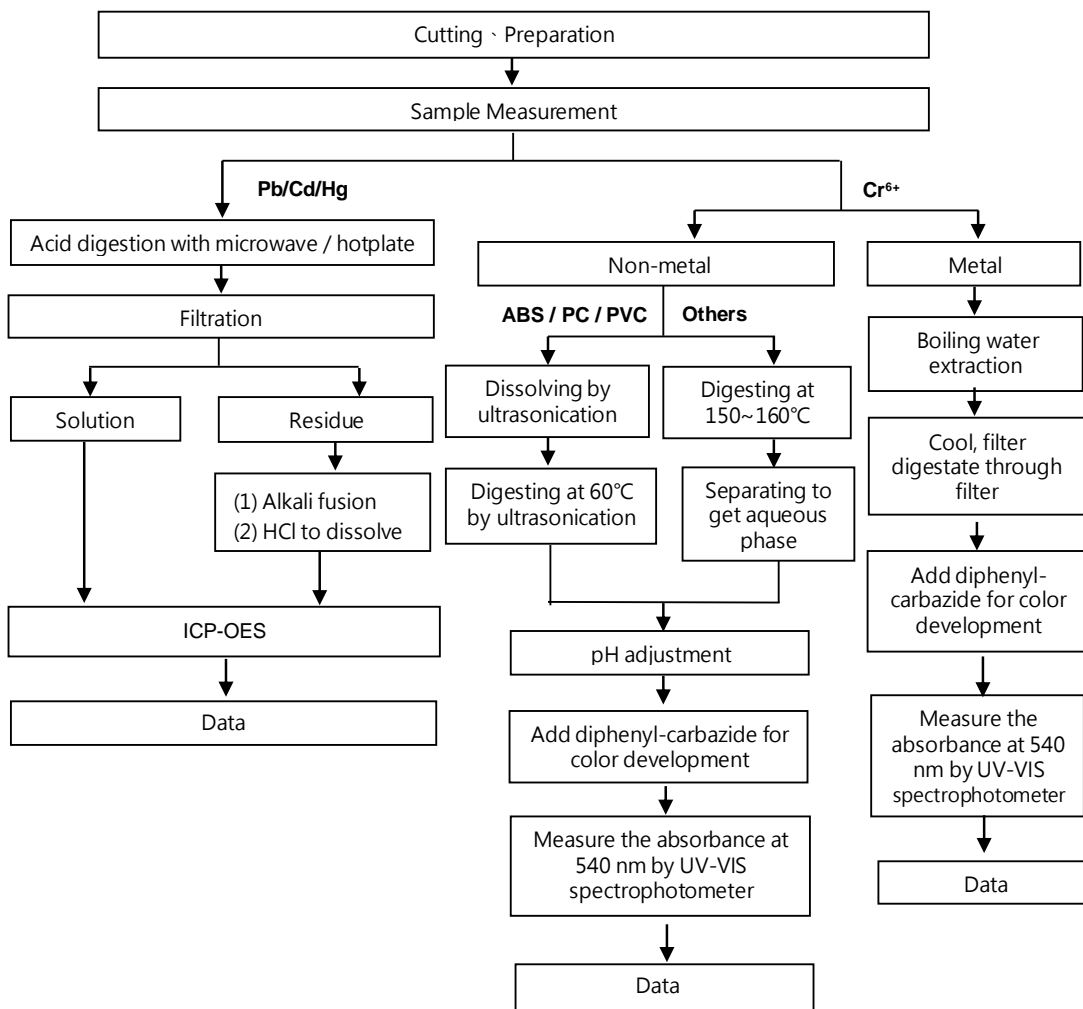 Cutting、Preparation
Sample Measurement
Pb/Cd/Hg
Cr⁶⁺
Acid digestion with microwave / hotplate
Filtration
Solution
Residue
(1) Alkali fusion
(2) HCl to dissolve
ICP-OES
Data
Non-metal
ABS / PC / PVC
Others
Dissolving by
ultrasonication
Digesting at 60℃
by ultrasonication
Digesting at
150~160℃
Separating to
get aqueous
phase
pH adjustment
Add diphenyl-carbazide for
color development
Measure the absorbance at
540 nm by UV-VIS
spectrophotometer
Data
Metal
Boiling water
extraction
Cool, filter
digestate through
filter
Add diphenyl-
carbazide for color
development
Measure the
absorbance at 540
nm by UV-VIS
spectrophotometer
Data